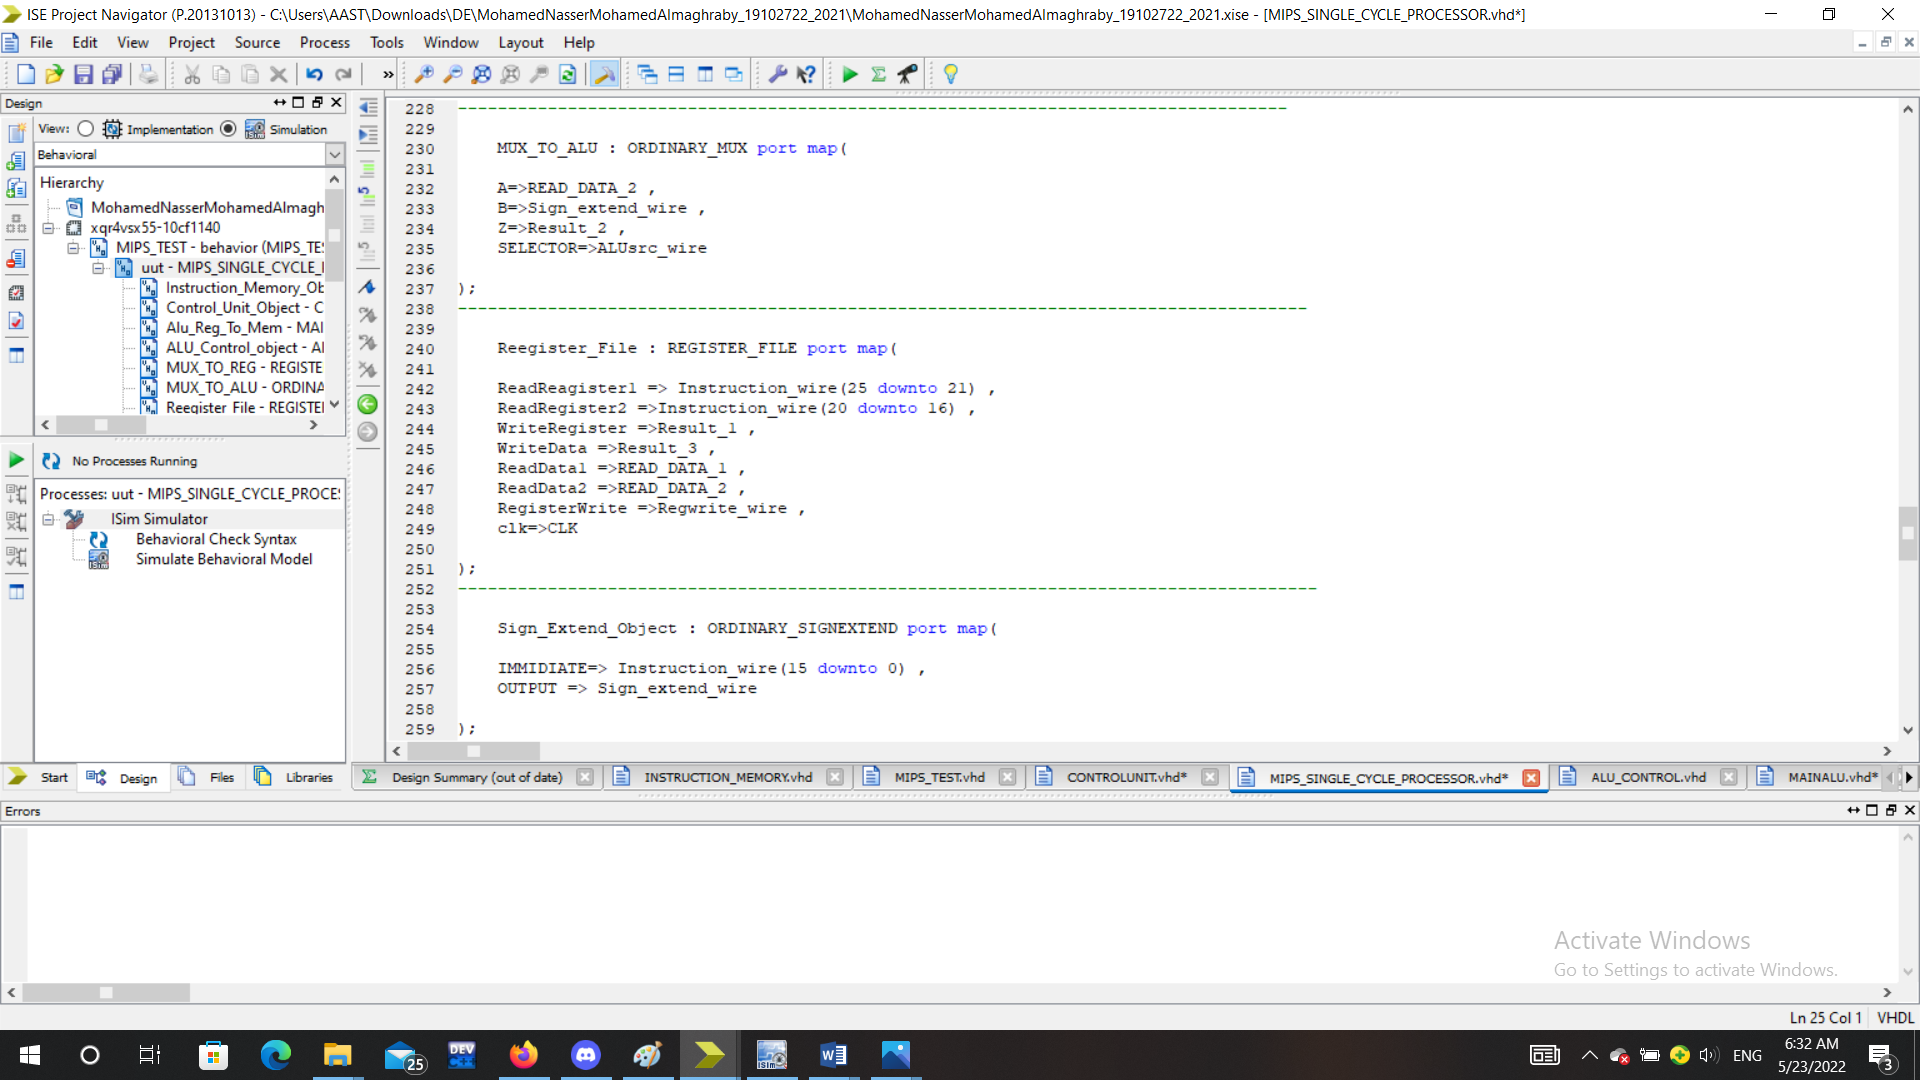 ISE Project Navigator (P.20131013) - C:\Users\AAST\Downloads\DE\MohamedNasserMohamedAlmaghraby_19102722_2021\MohamedNasserMohamedAlmaghraby_19102722_2021.xise - [MIPS_SINGLE_CYCLE_PROCESSOR.vhd*]
File Edit View Project Source Process Tools Window Layout Help
Design
View: Implementation Simulation
Behavioral
Hierarchy
MohamedNasserMohamedAlmagh
xqr4vsx55-10cf1140
MIPS_TEST - behavior (MIPS_TE
uut - MIPS_SINGLE_CYCLE_
Instruction_Memory_Ob
Control_Unit_Object - C
Alu_Reg_To_Mem - MAI
ALU_Control_object - Al
MUX_TO_REG - REGISTE
MUX_TO_ALU - ORDINA
Reegister_File - REGISTE
No Processes Running
Processes: uut - MIPS_SINGLE_CYCLE_PROCE
ISim Simulator
Behavioral Check Syntax
Simulate Behavioral Model
Start Design Files Libraries
228 -----------------------------------------------------------------------------------
229
230 MUX_TO_ALU : ORDINARY_MUX port map(
231
232 A=>READ_DATA_2 ,
233 B=>Sign_extend_wire ,
234 Z=>Result_2 ,
235 SELECTOR=>ALUsrc_wire
236
237 );
238 -------------------------------------------------------------------------------------
239
240 Reegister_File : REGISTER_FILE port map(
241
242 ReadReagister1 => Instruction_wire(25 downto 21) ,
243 ReadRegister2 =>Instruction_wire(20 downto 16) ,
244 WriteRegister =>Result_1 ,
245 WriteData =>Result_3 ,
246 ReadData1 =>READ_DATA_1 ,
247 ReadData2 =>READ_DATA_2 ,
248 RegisterWrite =>Regwrite_wire ,
249 clk=>CLK
250
251 );
252 --------------------------------------------------------------------------------------
253
254 Sign_Extend_Object : ORDINARY_SIGNEXTEND port map(
255
256 IMMIDIATE=> Instruction_wire(15 downto 0) ,
257 OUTPUT => Sign_extend_wire
258
259 );
Design Summary (out of date) INSTRUCTION_MEMORY.vhd MIPS_TEST.vhd CONTROLUNIT.vhd* MIPS_SINGLE_CYCLE_PROCESSOR.vhd* ALU_CONTROL.vhd MAINALU.vhd*
Errors
Activate Windows
Go to Settings to activate Windows.
Ln 25 Col 1 VHDL
25 DEV C++ ISim W ENG 6:32 AM
5/23/2022 3